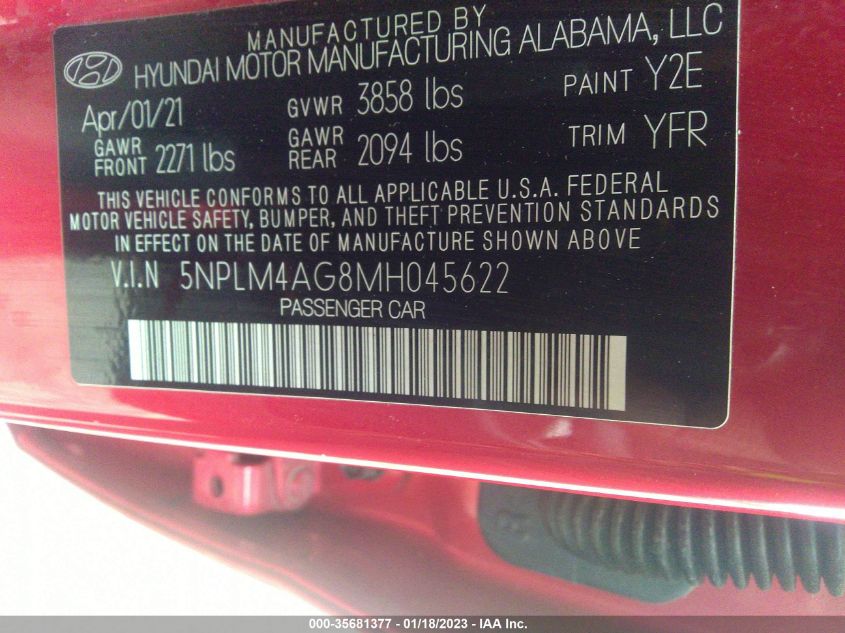 MANUFACTURED BY
HYUNDAI MOTOR MANUFACTURING ALABAMA, LLC
Apr/01/21 GVWR 3858 lbs PAINT Y2E
GAWR FRONT 2271 lbs GAWR REAR 2094 lbs TRIM YFR
THIS VEHICLE CONFORMS TO ALL APPLICABLE U.S.A. FEDERAL
MOTOR VEHICLE SAFETY, BUMPER, AND THEFT PREVENTION STANDARDS
IN EFFECT ON THE DATE OF MANUFACTURE SHOWN ABOVE
V.I.N 5NPLM4AG8MH045622
PASSENGER CAR
000-35681377 - 01/18/2023 - IAA Inc.